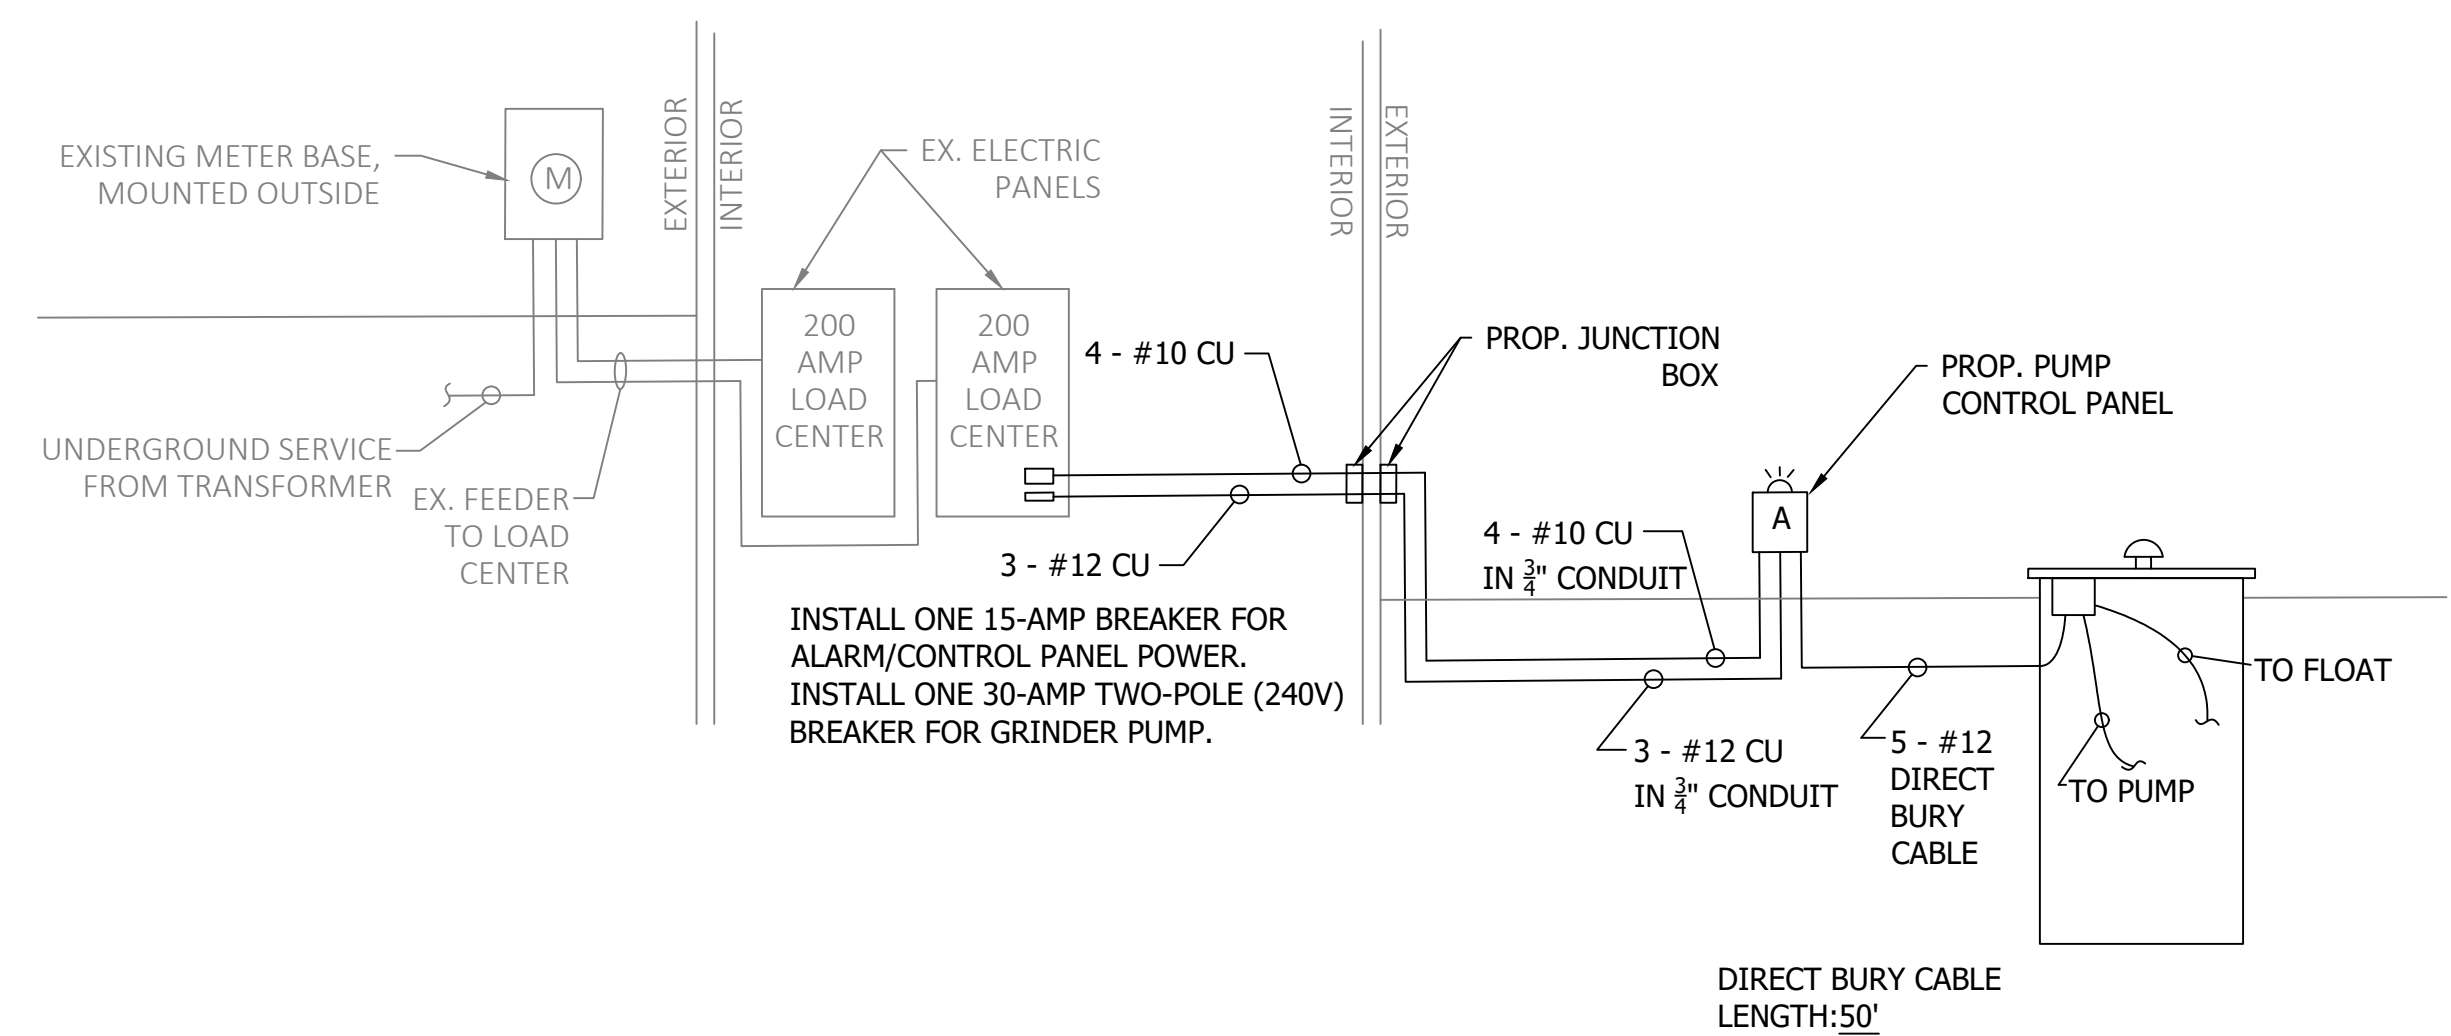 EXISTING METER BASE,
MOUNTED OUTSIDE
M
EXTERIOR
INTERIOR
EX. ELECTRIC
PANELS
INTERIOR
EXTERIOR
200
AMP
LOAD
CENTER
200
AMP
LOAD
CENTER
4 - #10 CU
PROP. JUNCTION
BOX
PROP. PUMP
CONTROL PANEL
UNDERGROUND SERVICE
FROM TRANSFORMER
EX. FEEDER
TO LOAD
CENTER
3 - #12 CU
4 - #10 CU
IN 3/4" CONDUIT
A
INSTALL ONE 15-AMP BREAKER FOR
ALARM/CONTROL PANEL POWER.
INSTALL ONE 30-AMP TWO-POLE (240V)
BREAKER FOR GRINDER PUMP.
3 - #12 CU
IN 3/4" CONDUIT
5 - #12
DIRECT
BURY
CABLE
TO FLOAT
TO PUMP
DIRECT BURY CABLE
LENGTH:50'